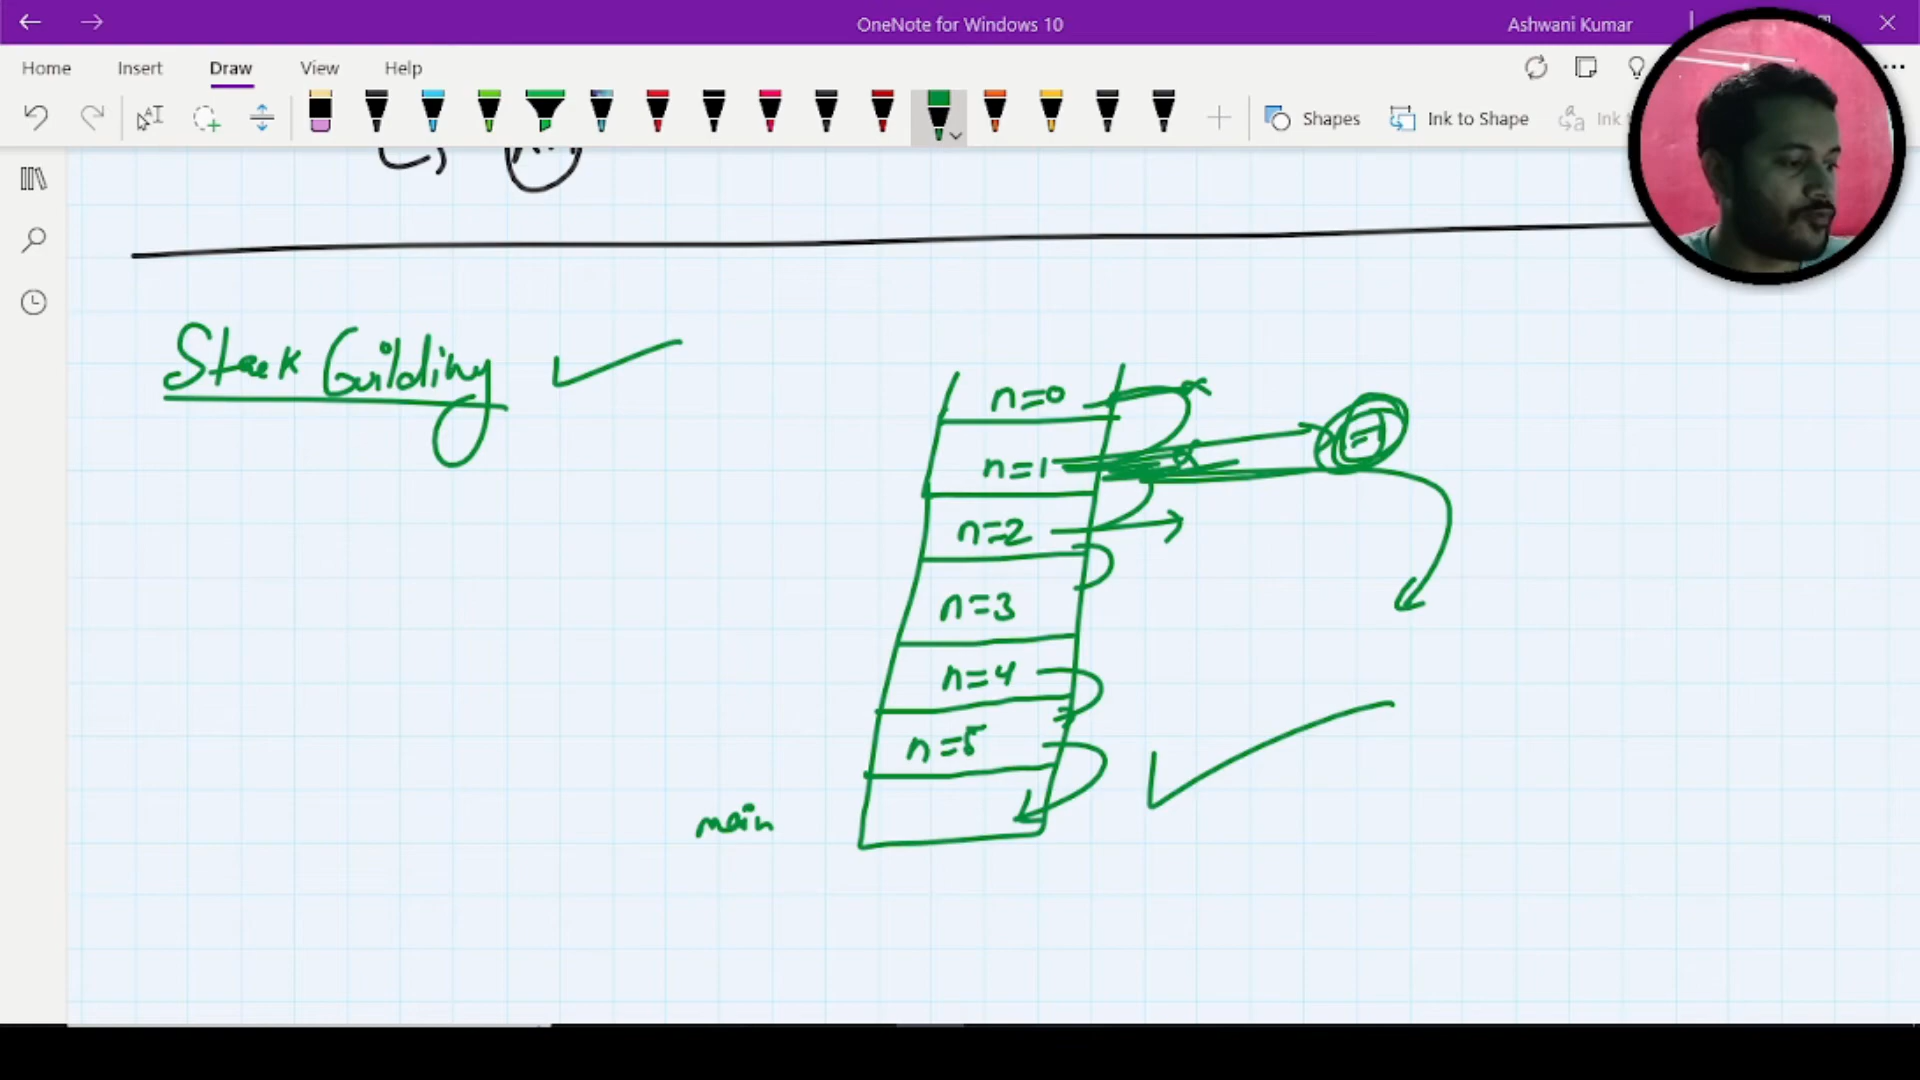 OneNote for Windows 10
Ashwani Kumar
Home Insert Draw View Help
Shapes
Ink to Shape
Ink
Stack Building
n=0
n=1
n=2
n=3
n=4
n=5
main